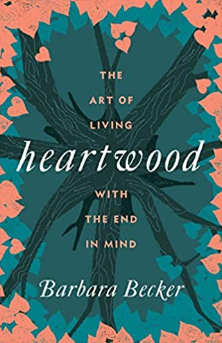 THE
ART OF
LIVING
heartwood
WITH
THE END
IN MIND
Barbara Becker